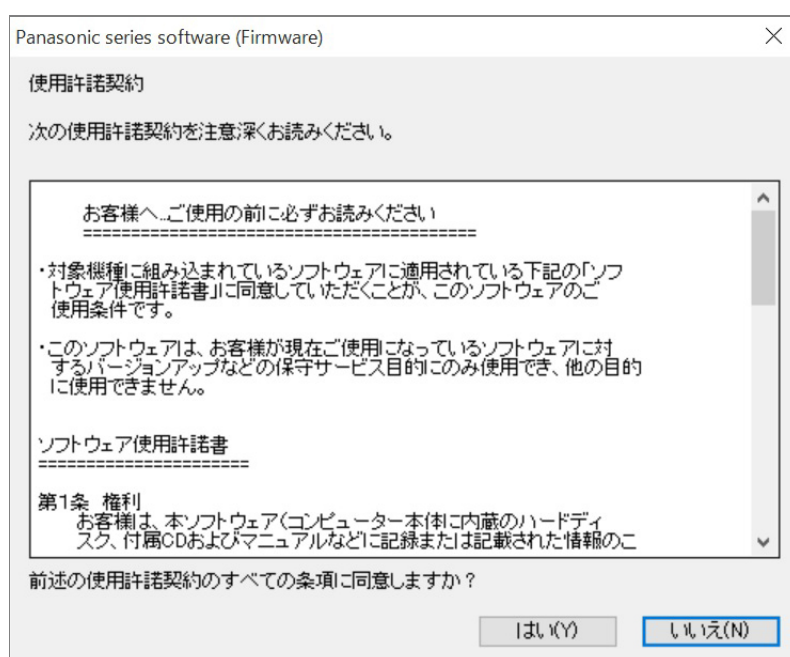 Panasonic series software (Firmware)
使用許諾契約
次の使用許諾契約を注意深くお読みください。
お客様へ…ご使用の前に必ずお読みください
=========================================
・対象機種に組み込まれているソフトウェアに適用されている下記の「ソフ
トウェア使用許諾書」に同意していただくことが、このソフトウェアのご
使用条件です。
・このソフトウェアは、お客様が現在ご使用になっているソフトウェアに対
するバージョンアップなどの保守サービス目的にのみ使用でき、他の目的
に使用できません。
ソフトウェア使用許諾書
======================
第1条 権利
お客様は、本ソフトウェア(コンピューター本体に内蔵のハードディ
スク、付属CDおよびマニュアルなどに記録または記載された情報のこ
前述の使用許諾契約のすべての条項に同意しますか？
はい(Y)
いいえ(N)